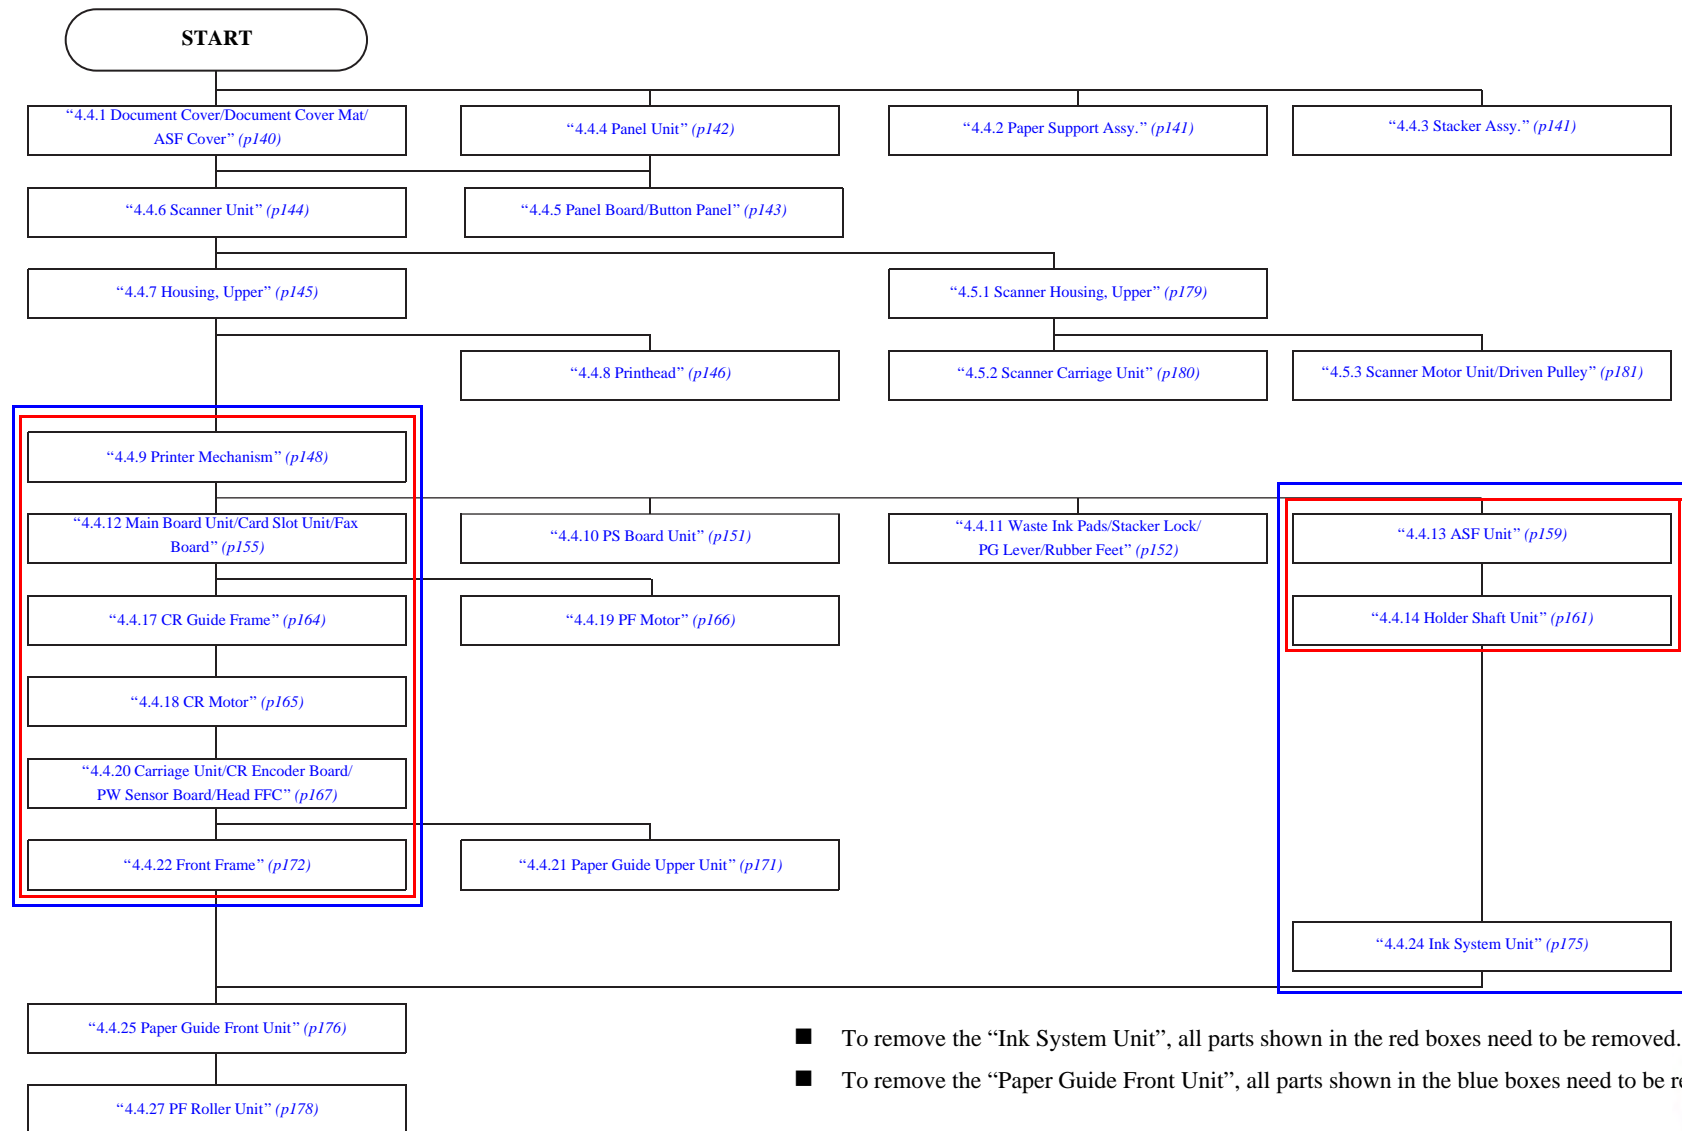 START
“4.4.1 Document Cover/Document Cover Mat/
ASF Cover” (p140)
“4.4.4 Panel Unit” (p142)
“4.4.2 Paper Support Assy.” (p141)
“4.4.3 Stacker Assy.” (p141)
“4.4.6 Scanner Unit” (p144)
“4.4.5 Panel Board/Button Panel” (p143)
“4.4.7 Housing, Upper” (p145)
“4.5.1 Scanner Housing, Upper” (p179)
“4.4.8 Printhead” (p146)
“4.5.2 Scanner Carriage Unit” (p180)
“4.5.3 Scanner Motor Unit/Driven Pulley” (p181)
“4.4.9 Printer Mechanism” (p148)
“4.4.12 Main Board Unit/Card Slot Unit/Fax
Board” (p155)
“4.4.10 PS Board Unit” (p151)
“4.4.11 Waste Ink Pads/Stacker Lock/
PG Lever/Rubber Feet” (p152)
“4.4.13 ASF Unit” (p159)
“4.4.17 CR Guide Frame” (p164)
“4.4.19 PF Motor” (p166)
“4.4.14 Holder Shaft Unit” (p161)
“4.4.18 CR Motor” (p165)
“4.4.20 Carriage Unit/CR Encoder Board/
PW Sensor Board/Head FFC” (p167)
“4.4.22 Front Frame” (p172)
“4.4.21 Paper Guide Upper Unit” (p171)
“4.4.24 Ink System Unit” (p175)
“4.4.25 Paper Guide Front Unit” (p176)
“4.4.27 PF Roller Unit” (p178)
■ To remove the “Ink System Unit”, all parts shown in the red boxes need to be removed.
■ To remove the “Paper Guide Front Unit”, all parts shown in the blue boxes need to be